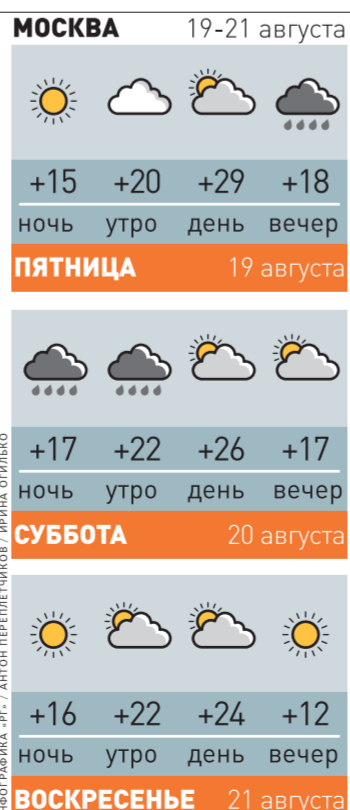 МОСКВА 19-21 августа
+15 +20 +29 +18
ночь утро день вечер
ПЯТНИЦА 19 августа
+17 +22 +26 +17
ночь утро день вечер
СУББОТА 20 августа
+16 +22 +24 +12
ночь утро день вечер
ВОСКРЕСЕНЬЕ 21 августа
НФОГРАФИКА «РГ» / АНТОН ПЕРЕПЛЕТЧИКОВ / ИРИНА ОГИЛЬКО